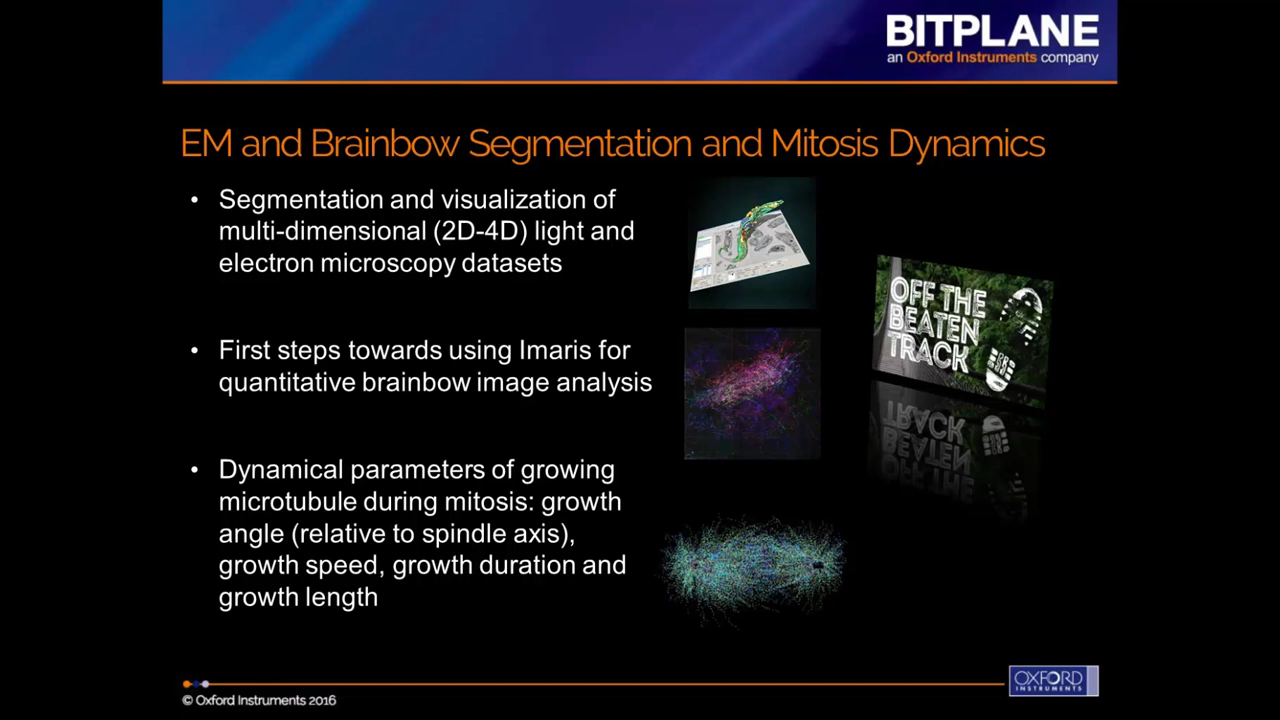 BITPLANE
an Oxford Instruments company
EM and Brainbow Segmentation and Mitosis Dynamics
• Segmentation and visualization of
multi-dimensional (2D-4D) light and
electron microscopy datasets
OFF THE
BEATEN
TRACK
• First steps towards using Imaris for
quantitative brainbow image analysis
• Dynamical parameters of growing
microtubule during mitosis: growth
angle (relative to spindle axis),
growth speed, growth duration and
growth length
© Oxford Instruments 2016
OXFORD
INSTRUMENTS